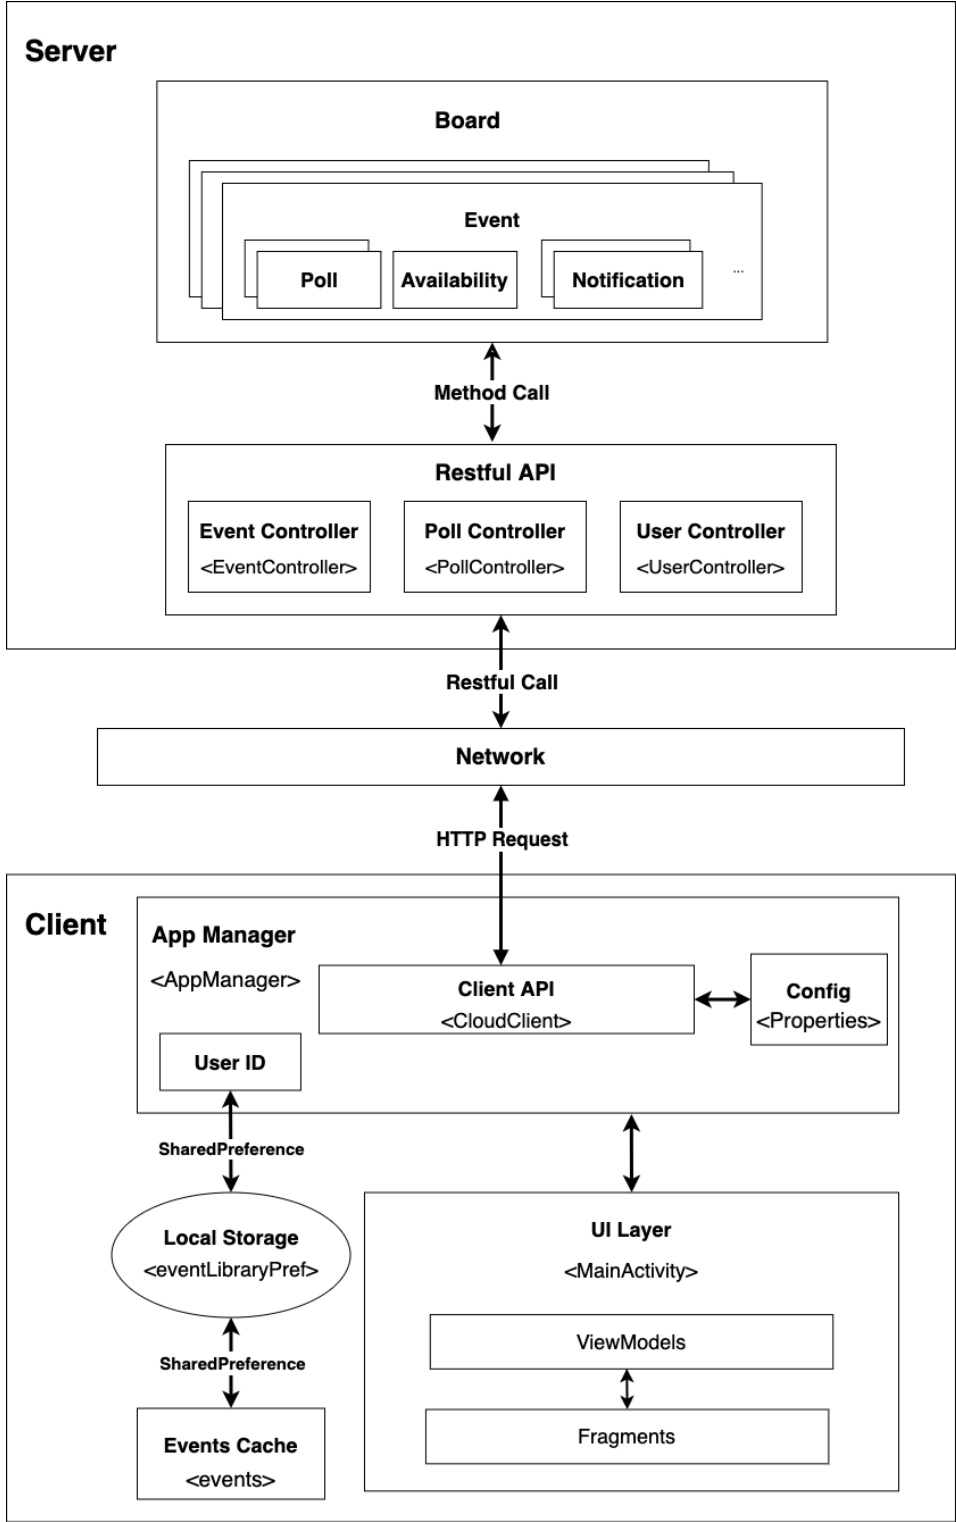 Server
Board
Event
Poll
Availability
Notification
...
Method Call
Restful API
Event Controller
<EventController>
Poll Controller
<PollController>
User Controller
<UserController>
Restful Call
Network
HTTP Request
Client
App Manager
<AppManager>
Client API
<CloudClient>
Config
<Properties>
User ID
SharedPreference
Local Storage
<eventLibraryPref>
SharedPreference
Events Cache
<events>
UI Layer
<MainActivity>
ViewModels
Fragments